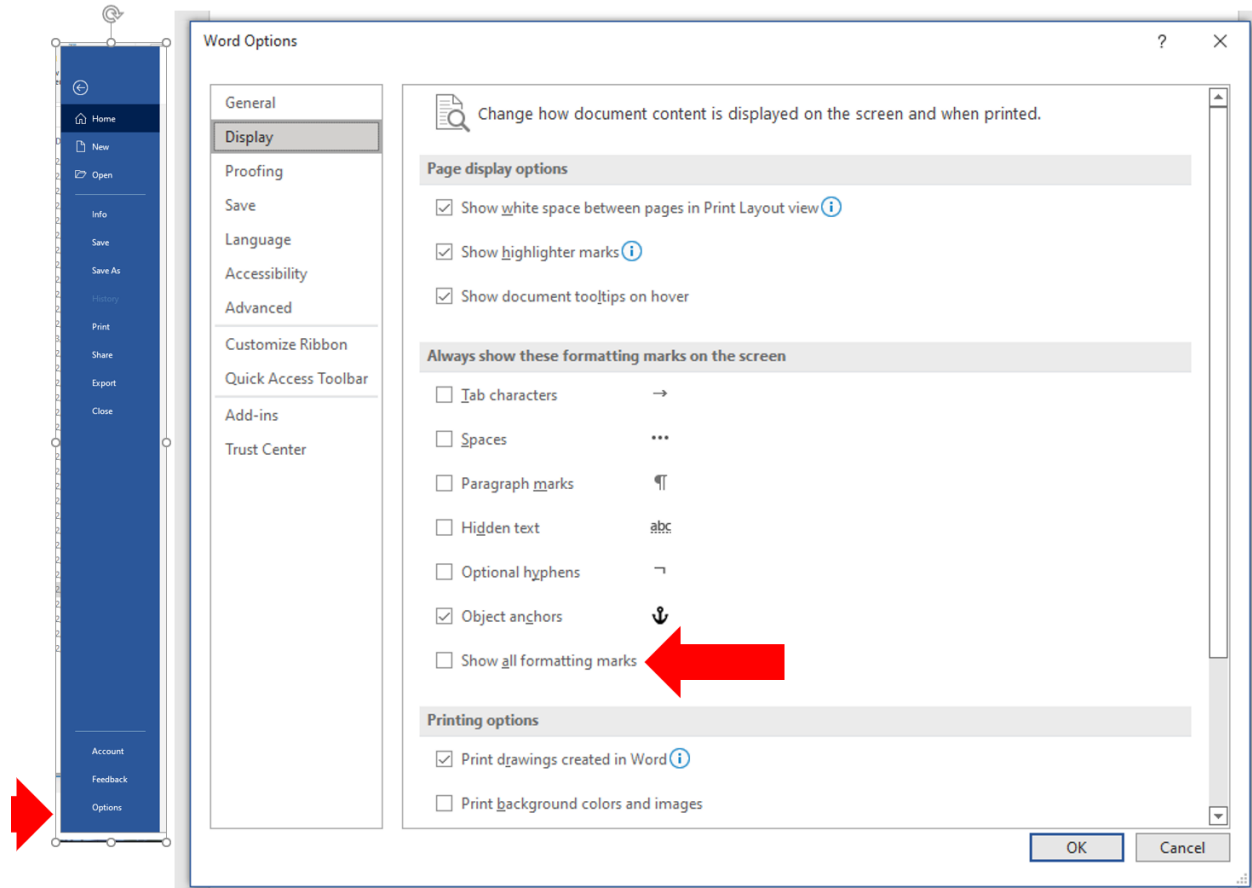 Home
New
Open
Info
Save
Save As
History
Print
Share
Export
Close
Account
Feedback
Options
Word Options
?
General
Display
Proofing
Save
Language
Accessibility
Advanced
Customize Ribbon
Quick Access Toolbar
Add-ins
Trust Center
Change how document content is displayed on the screen and when printed.
Page display options
Show white space between pages in Print Layout view
Show highlighter marks
Show document tooltips on hover
Always show these formatting marks on the screen
Tab characters →
Spaces •••
Paragraph marks ¶
Hidden text abc
Optional hyphens ¬
Object anchors
Show all formatting marks
Printing options
Print drawings created in Word
Print background colors and images
OK Cancel